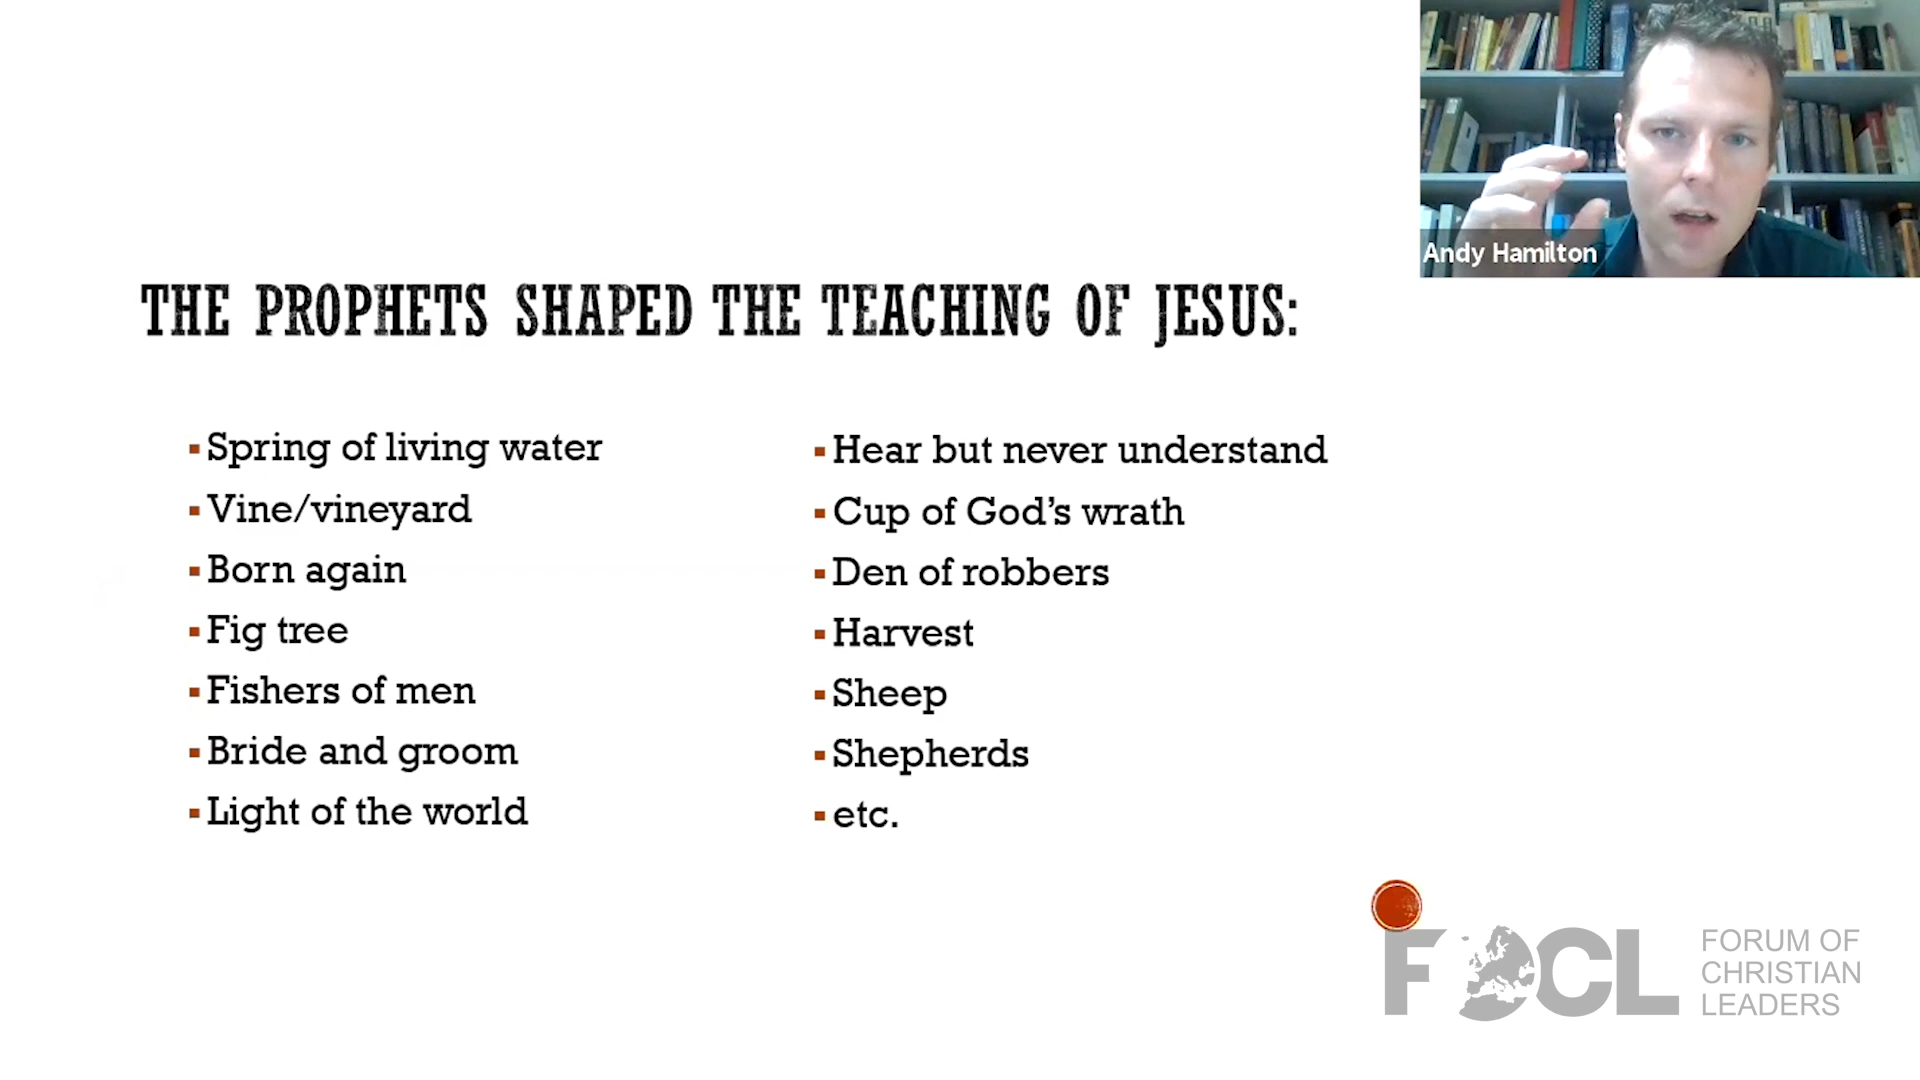 Andy Hamilton
THE PROPHETS SHAPED THE TEACHING OF JESUS:
Spring of living water
Vine/vineyard
Born again
Fig tree
Fishers of men
Bride and groom
Light of the world
Hear but never understand
Cup of God’s wrath
Den of robbers
Harvest
Sheep
Shepherds
etc.
FOCL
FORUM OF
CHRISTIAN
LEADERS